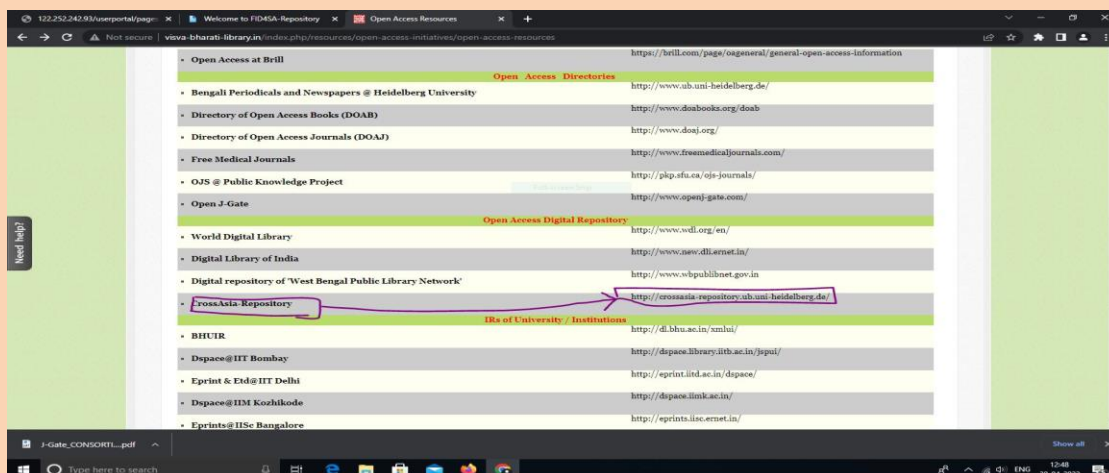 122.252.242.93/userportal/page
Welcome to FID4SA-Repository
Open Access Resources
Not secure | visva-bharati-library.in/index.php/resources/open-access-initiatives/open-access-resources
Open Access at Brill https://brill.com/page/oageneral/general-open-access-information
Open Access Directories
Bengali Periodicals and Newspapers @ Heidelberg University http://www.ub.uni-heidelberg.de/
Directory of Open Access Books (DOAB) http://www.doabooks.org/doab
Directory of Open Access Journals (DOAJ) http://www.doaj.org/
Free Medical Journals http://www.freemedicaljournals.com/
OJS @ Public Knowledge Project http://pkp.sfu.ca/ojs-journals/
Open J-Gate http://www.openj-gate.com/
Open Access Digital Repository
World Digital Library http://www.wdl.org/en/
Digital Library of India http://www.new.dli.ernet.in/
Digital repository of 'West Bengal Public Library Network' http://www.wbpublibnet.gov.in
CrossAsia-Repository http://crossasia-repository.ub.uni-heidelberg.de/
IRs of University / Institutions
BHUIR http://dl.bhu.ac.in/xmlui/
Dspace@IIT Bombay http://dspace.library.iitb.ac.in/jspui/
Eprint & Etd@IIT Delhi http://eprint.iitd.ac.in/dspace/
Dspace@IIM Kozhikode http://dspace.iimk.ac.in/
Eprints@IISc Bangalore http://eprints.iisc.ernet.in/
Need help?
J-Gate_CONSORTI....pdf
Show all
Type here to search
ENG
12:48